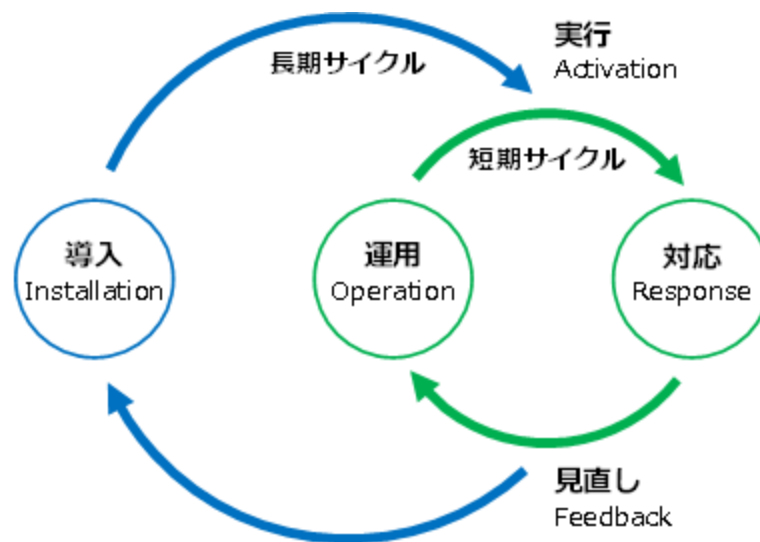 実行
Activation
長期サイクル
短期サイクル
導入
Installation
運用
Operation
対応
Response
見直し
Feedback